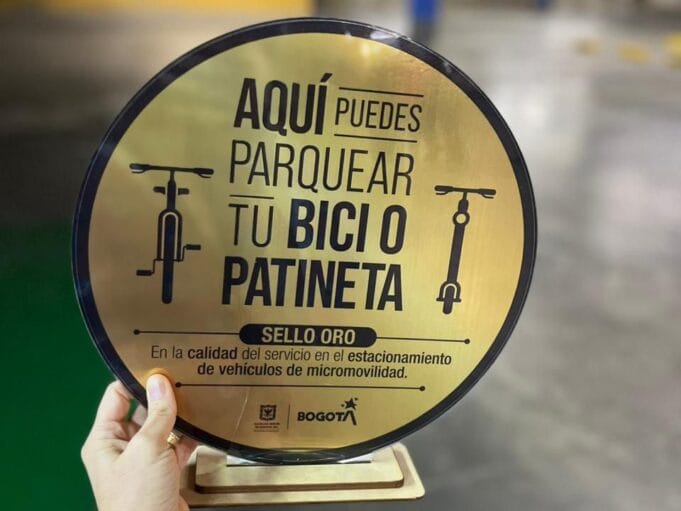 AQUÍ PUEDES
PARQUEAR
TU BICI O
PATINETA
SELLO ORO
En la calidad del servicio en el estacionamiento
de vehículos de micromovilidad.
BOGOTÁ